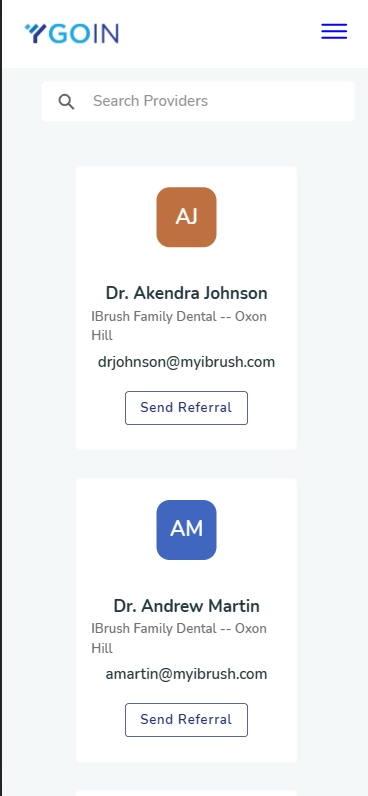 YGOIN
Search Providers
AJ
Dr. Akendra Johnson
IBrush Family Dental -- Oxon
Hill
drjohnson@myibrush.com
Send Referral
AM
Dr. Andrew Martin
IBrush Family Dental -- Oxon
Hill
amartin@myibrush.com
Send Referral